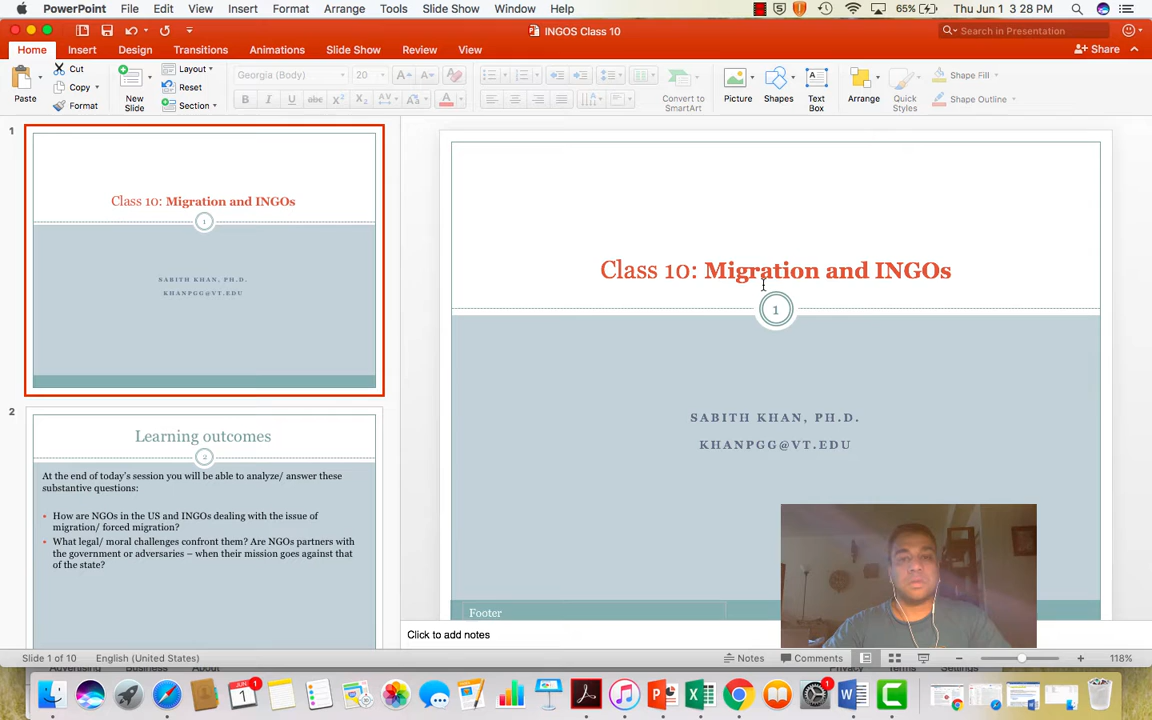 PowerPoint File Edit View Insert Format Arrange Tools Slide Show Window Help 65% Thu Jun 1 3:28 PM
INGOS Class 10
Search in Presentation
Home Insert Design Transitions Animations Slide Show Review View
Share
Paste
Cut
Copy
Format
New Slide
Layout
Reset
Section
Georgia (Body) 20
Convert to SmartArt
Picture
Shapes
Text Box
Arrange
Quick Styles
Shape Fill
Shape Outline
1
Class 10: Migration and INGOs
1
SABITH KHAN, PH.D.
KHANPGG@VT.EDU
2
Learning outcomes
2
At the end of today's session you will be able to analyze/ answer these
substantive questions:
• How are NGOs in the US and INGOs dealing with the issue of
migration/ forced migration?
• What legal/ moral challenges confront them? Are NGOs partners with
the government or adversaries – when their mission goes against that
of the state?
Class 10: Migration and INGOs
1
SABITH KHAN, PH.D.
KHANPGG@VT.EDU
Footer
Click to add notes
Slide 1 of 10 English (United States) Notes Comments 118%